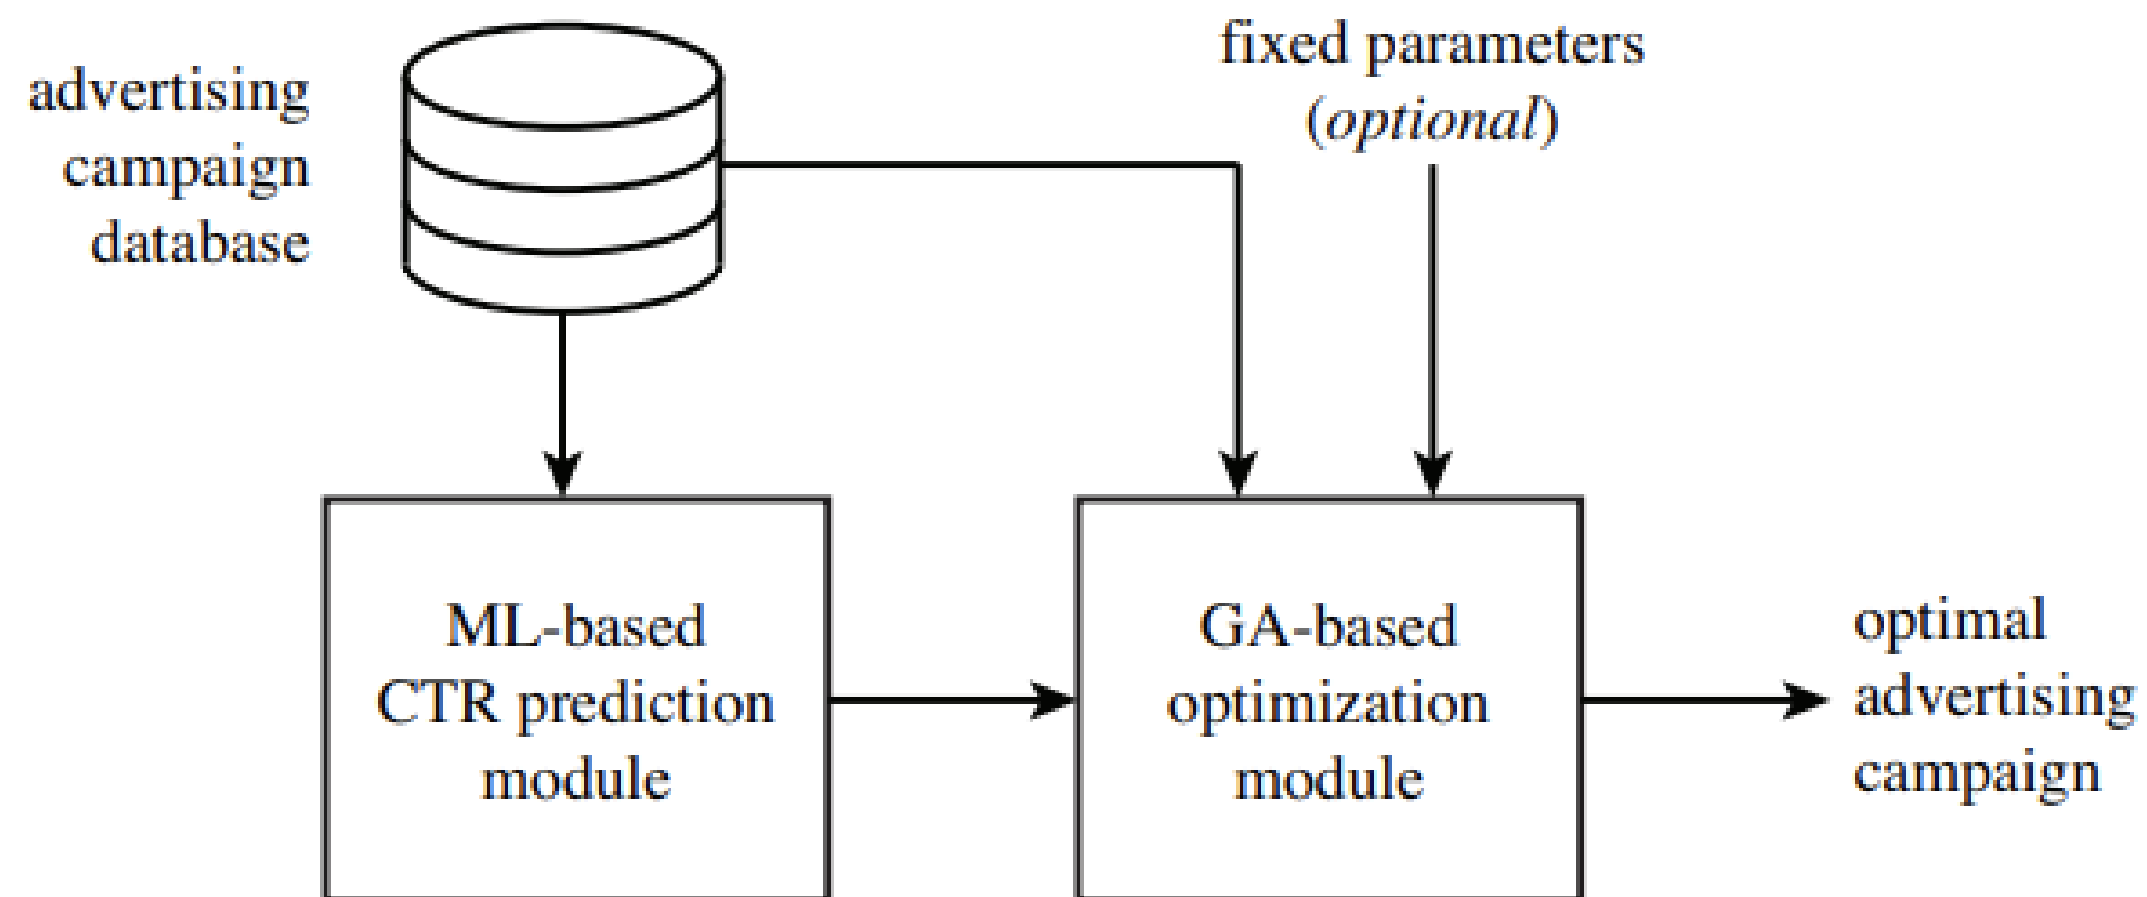 advertising
campaign
database
fixed parameters
(optional)
ML-based
CTR prediction
module
GA-based
optimization
module
optimal
advertising
campaign